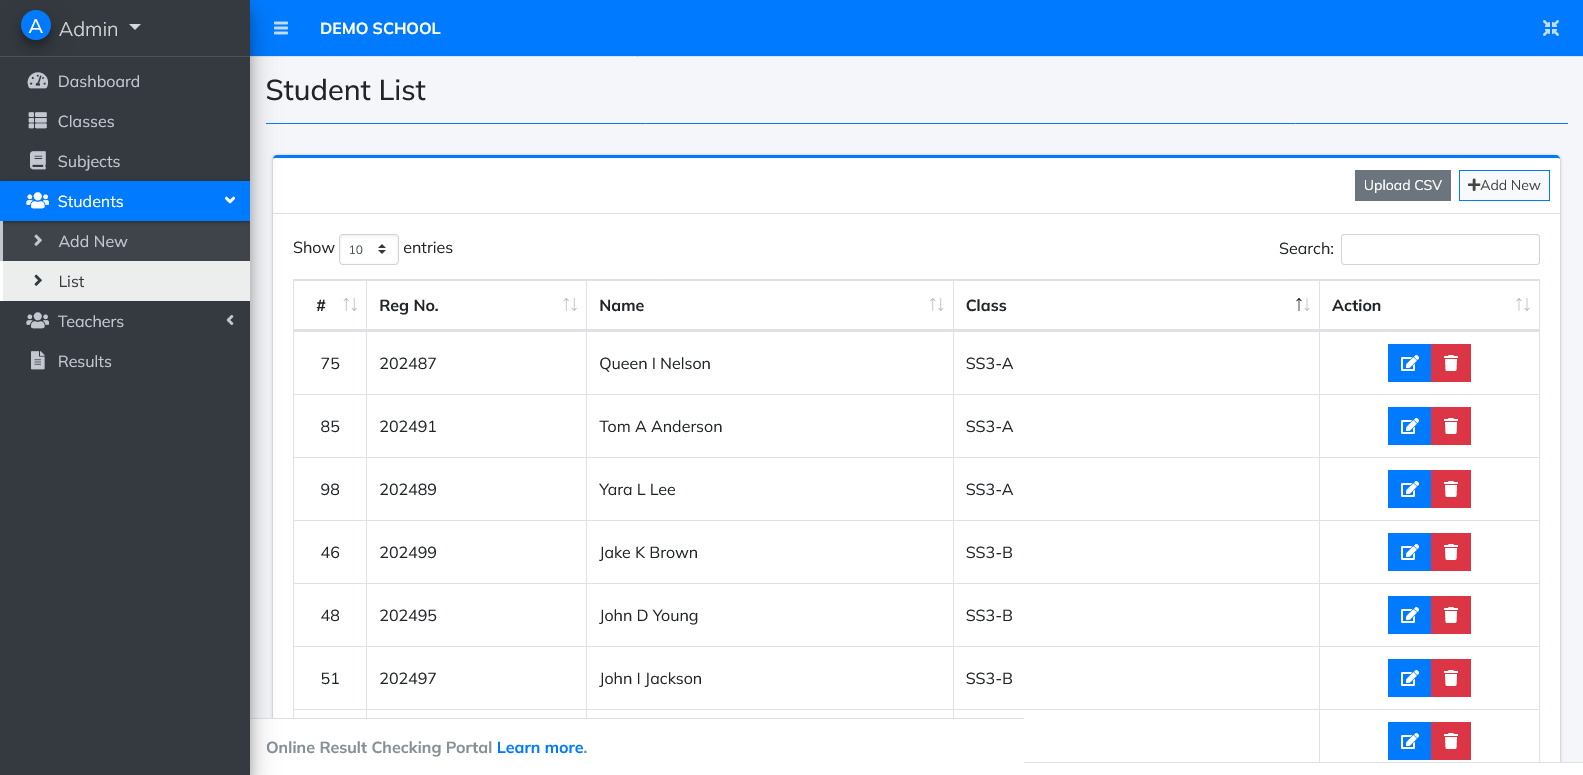 A Admin
DEMO SCHOOL
Dashboard
Classes
Subjects
Students
Add New
List
Teachers
Results
Student List
Upload CSV
Add New
Show 10 entries
Search:
# Reg No. Name Class Action
75 202487 Queen I Nelson SS3-A
85 202491 Tom A Anderson SS3-A
98 202489 Yara L Lee SS3-A
46 202499 Jake K Brown SS3-B
48 202495 John D Young SS3-B
51 202497 John I Jackson SS3-B
Online Result Checking Portal Learn more.